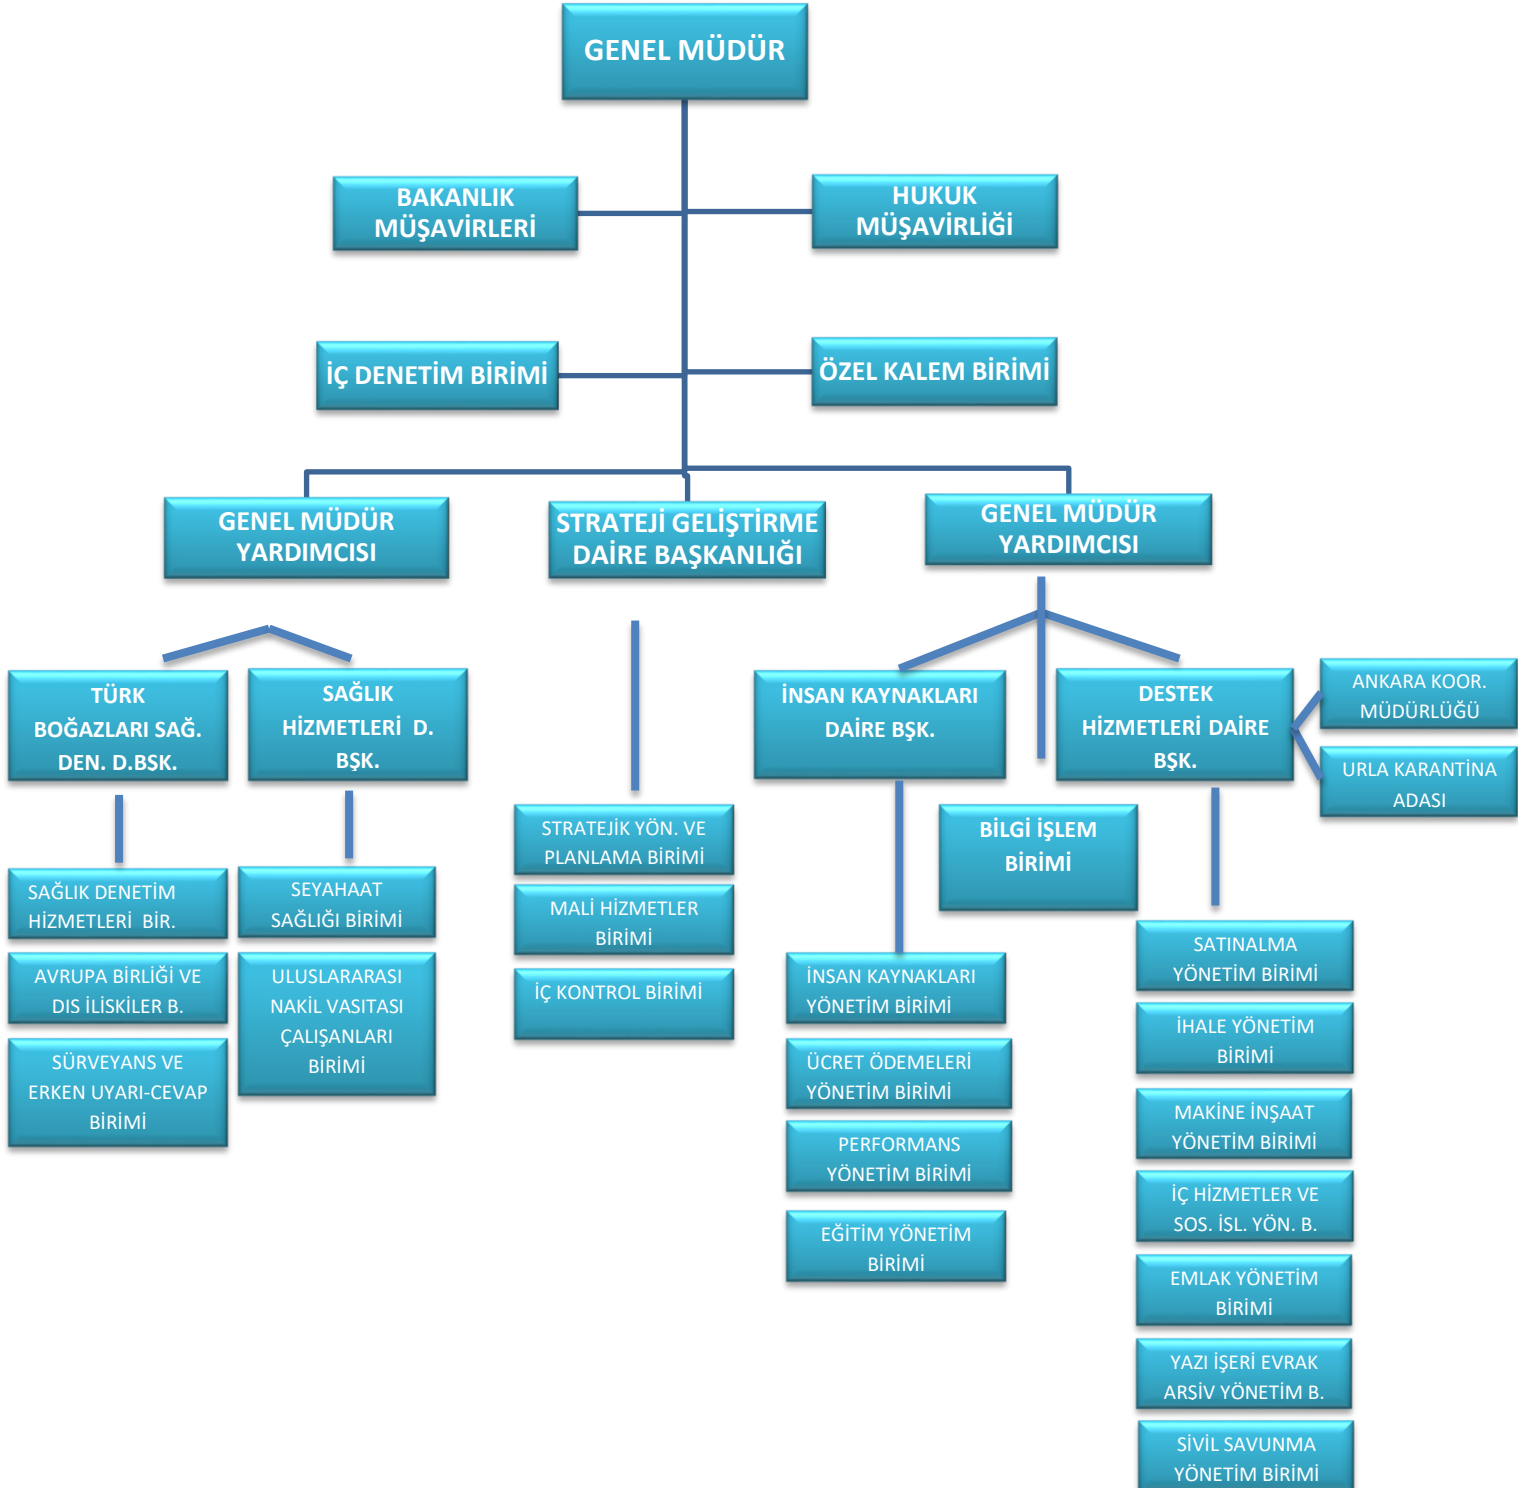 GENEL MÜDÜR
BAKANLIK
MÜŞAVİRLERİ
HUKUK
MÜŞAVİRLİĞİ
İÇ DENETİM BİRİMİ
ÖZEL KALEM BİRİMİ
GENEL MÜDÜR
YARDIMCISI
STRATEJİ GELİŞTİRME
DAİRE BAŞKANLIĞI
GENEL MÜDÜR
YARDIMCISI
TÜRK
BOĞAZLARI SAĞ.
DEN. D.BŞK.
SAĞLIK
HİZMETLERİ D.
BŞK.
İNSAN KAYNAKLARI
DAİRE BŞK.
DESTEK
HİZMETLERİ DAİRE
BŞK.
ANKARA KOOR.
MÜDÜRLÜĞÜ
URLA KARANTİNA
ADASI
BİLGİ İŞLEM
BİRİMİ
SAĞLIK DENETİM
HİZMETLERİ BİR.
AVRUPA BİRLİĞİ VE
DIS İLİSKİLER B.
SÜRVEYANS VE
ERKEN UYARI-CEVAP
BİRİMİ
SEYAHAAT
SAĞLIĞI BİRİMİ
ULUSLARARASI
NAKİL VASITASI
ÇALIŞANLARI
BİRİMİ
STRATEJİK YÖN. VE
PLANLAMA BİRİMİ
MALİ HİZMETLER
BİRİMİ
İÇ KONTROL BİRİMİ
İNSAN KAYNAKLARI
YÖNETİM BİRİMİ
ÜCRET ÖDEMELERİ
YÖNETİM BİRİMİ
PERFORMANS
YÖNETİM BİRİMİ
EĞİTİM YÖNETİM
BİRİMİ
SATINALMA
YÖNETİM BİRİMİ
İHALE YÖNETİM
BİRİMİ
MAKİNE İNŞAAT
YÖNETİM BİRİMİ
İÇ HİZMETLER VE
SOS. İSL. YÖN. B.
EMLAK YÖNETİM
BİRİMİ
YAZI İŞERİ EVRAK
ARSİV YÖNETİM B.
SİVİL SAVUNMA
YÖNETİM BİRİMİ